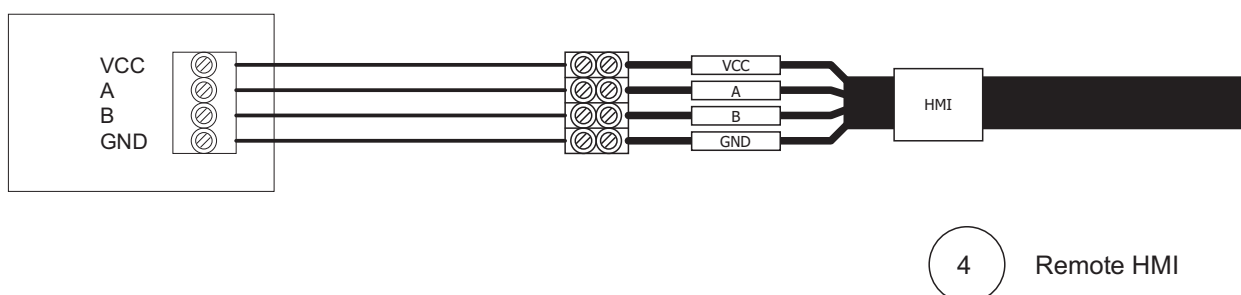 VCC
A
B
GND
VCC
A
B
GND
HMI
4 Remote HMI